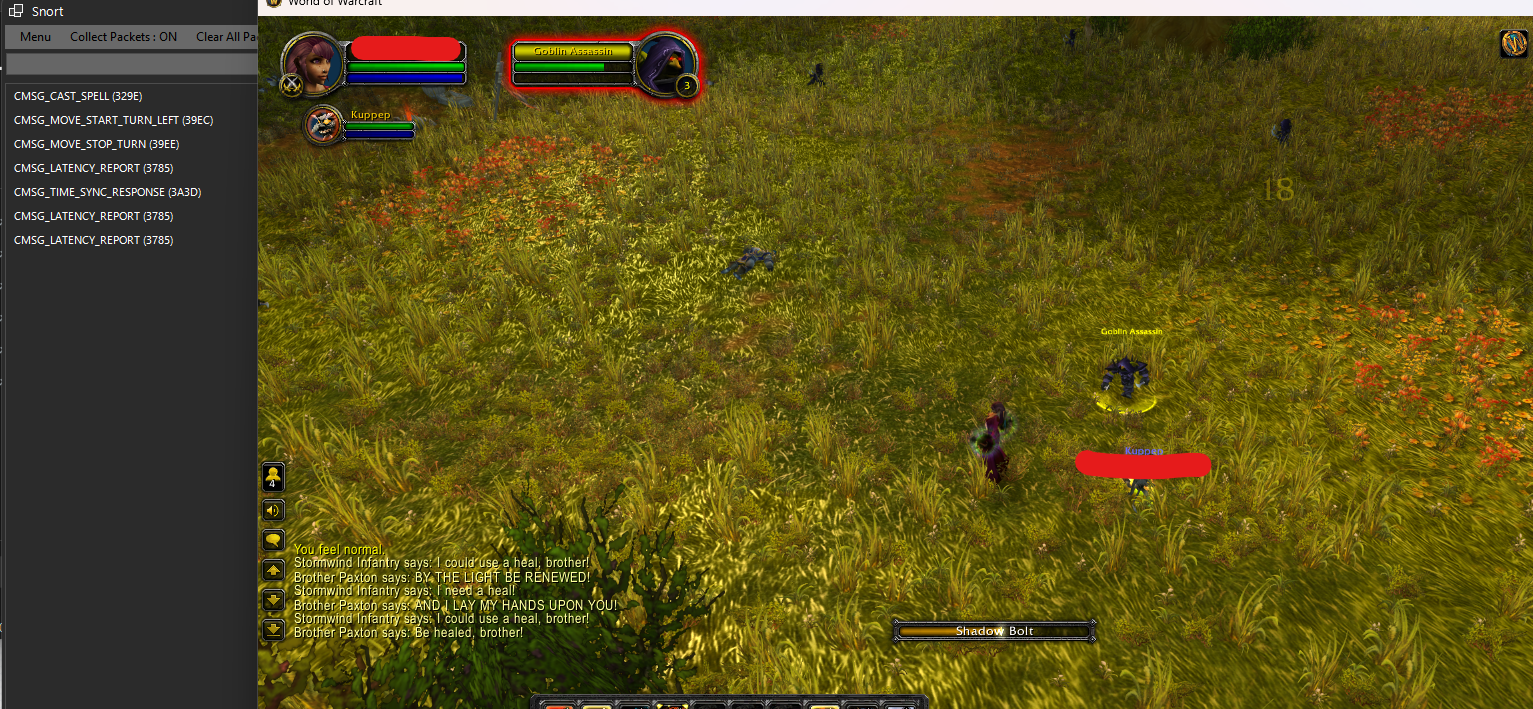 Snort
World of Warcraft
Menu Collect Packets : ON Clear All Pa
CMSG_CAST_SPELL (329E)
CMSG_MOVE_START_TURN_LEFT (39EC)
CMSG_MOVE_STOP_TURN (39EE)
CMSG_LATENCY_REPORT (3785)
CMSG_TIME_SYNC_RESPONSE (3A3D)
CMSG_LATENCY_REPORT (3785)
CMSG_LATENCY_REPORT (3785)
Goblin Assassin
3
Kuppep
18
Goblin Assassin
Kuppep
4
You feel normal.
Stormwind Infantry says: I could use a heal, brother!
Brother Paxton says: BY THE LIGHT BE RENEWED!
Stormwind Infantry says: I need a heal!
Brother Paxton says: AND I LAY MY HANDS UPON YOU!
Stormwind Infantry says: I could use a heal, brother!
Brother Paxton says: Be healed, brother!
Shadow Bolt